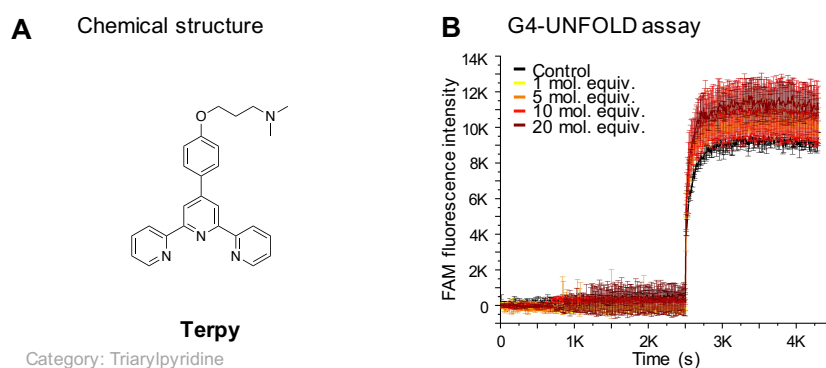 A Chemical structure
O
N
N
N
N
Terpy
Category: Triarylpyridine
B G4-UNFOLD assay
FAM fluorescence intensity
14K
12K
10K
8K
6K
4K
2K
0
Control
1 mol. equiv.
5 mol. equiv.
10 mol. equiv.
20 mol. equiv.
0 1K 2K 3K 4K
Time (s)